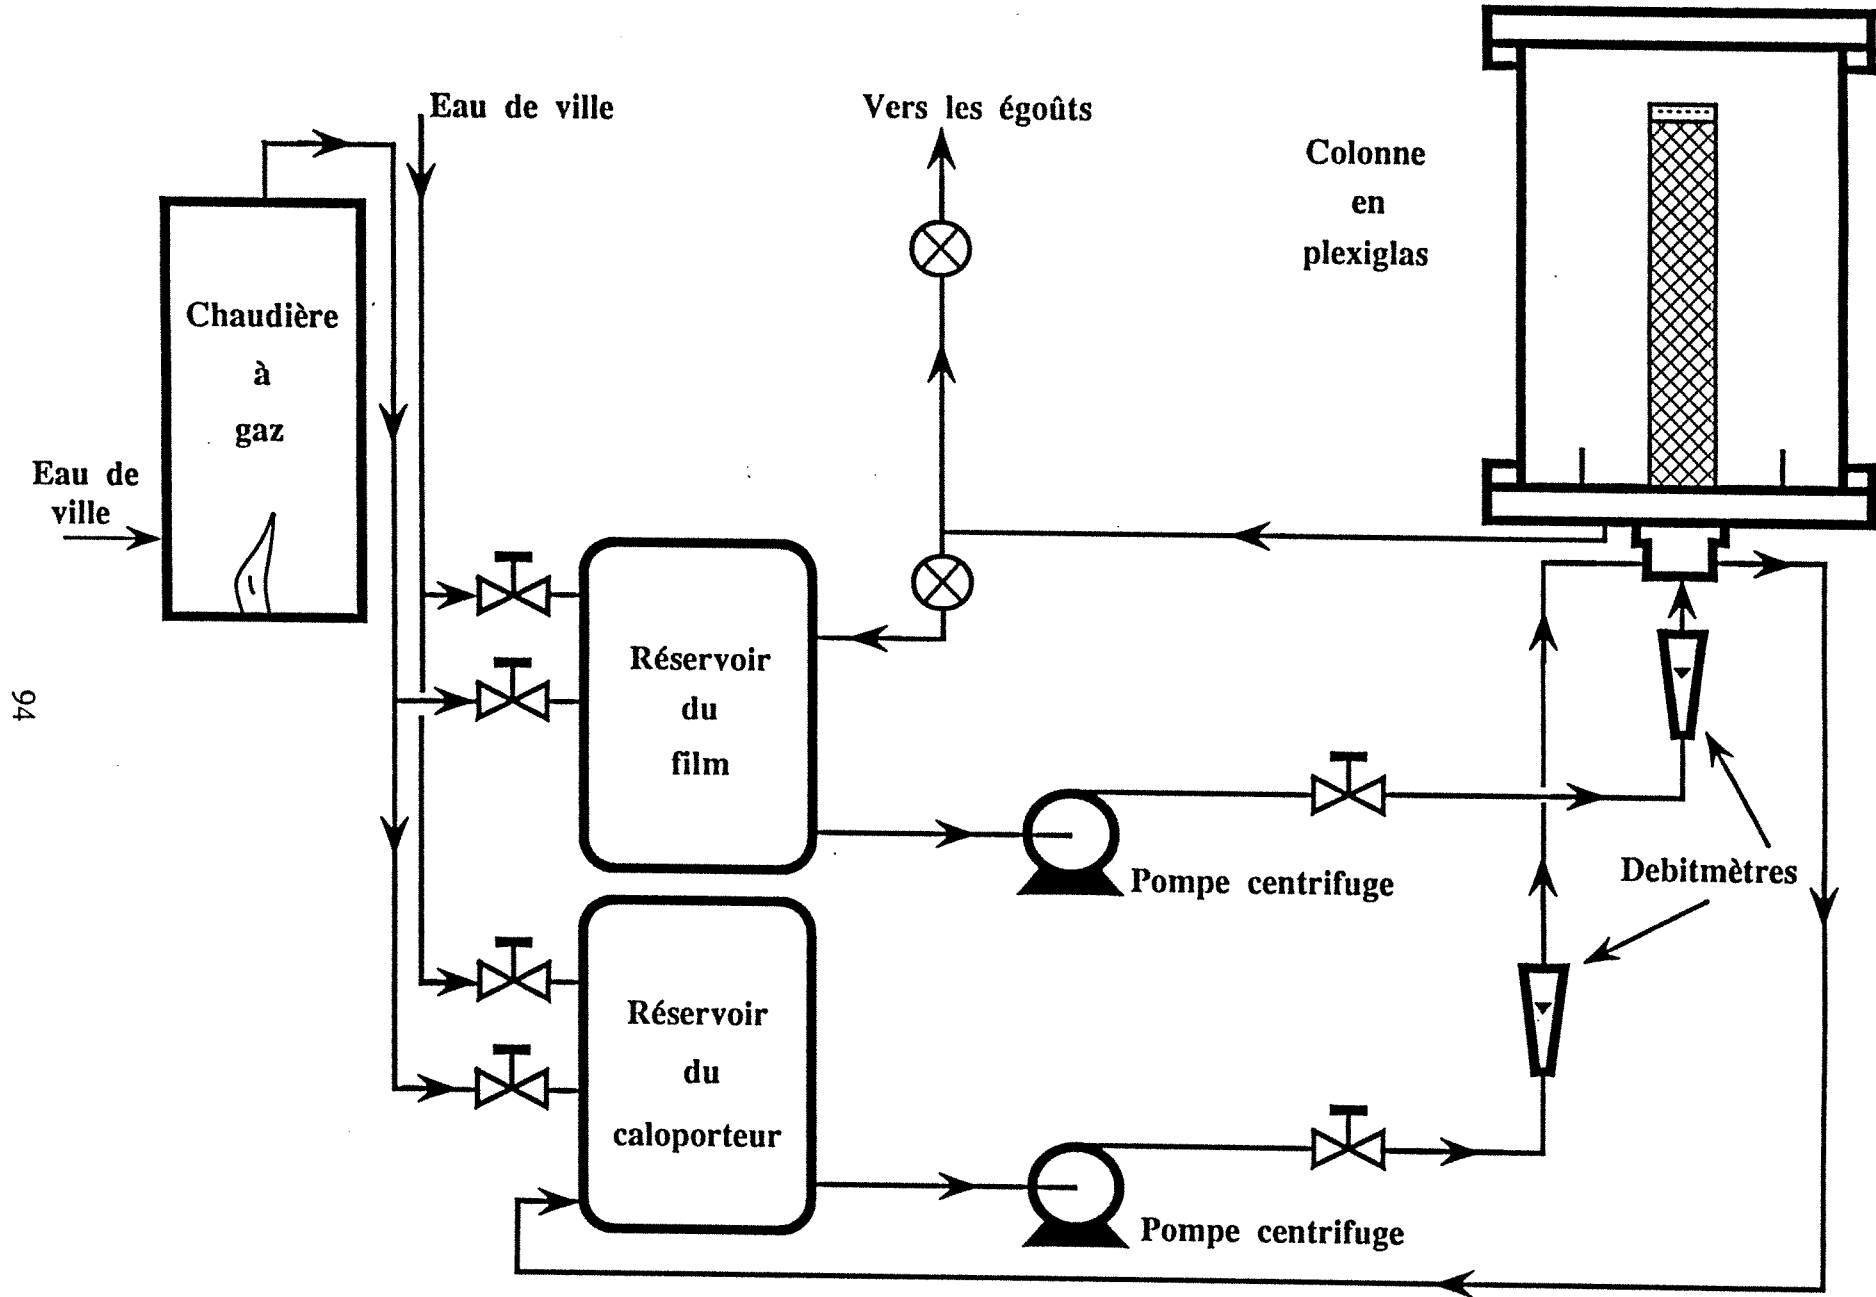 Eau de ville
Vers les égoûts
Colonne
en
plexiglas
Chaudière
à
gaz
Eau de
ville
Réservoir
du
film
94
Pompe centrifuge
Debitmètres
Réservoir
du
caloporteur
Pompe centrifuge